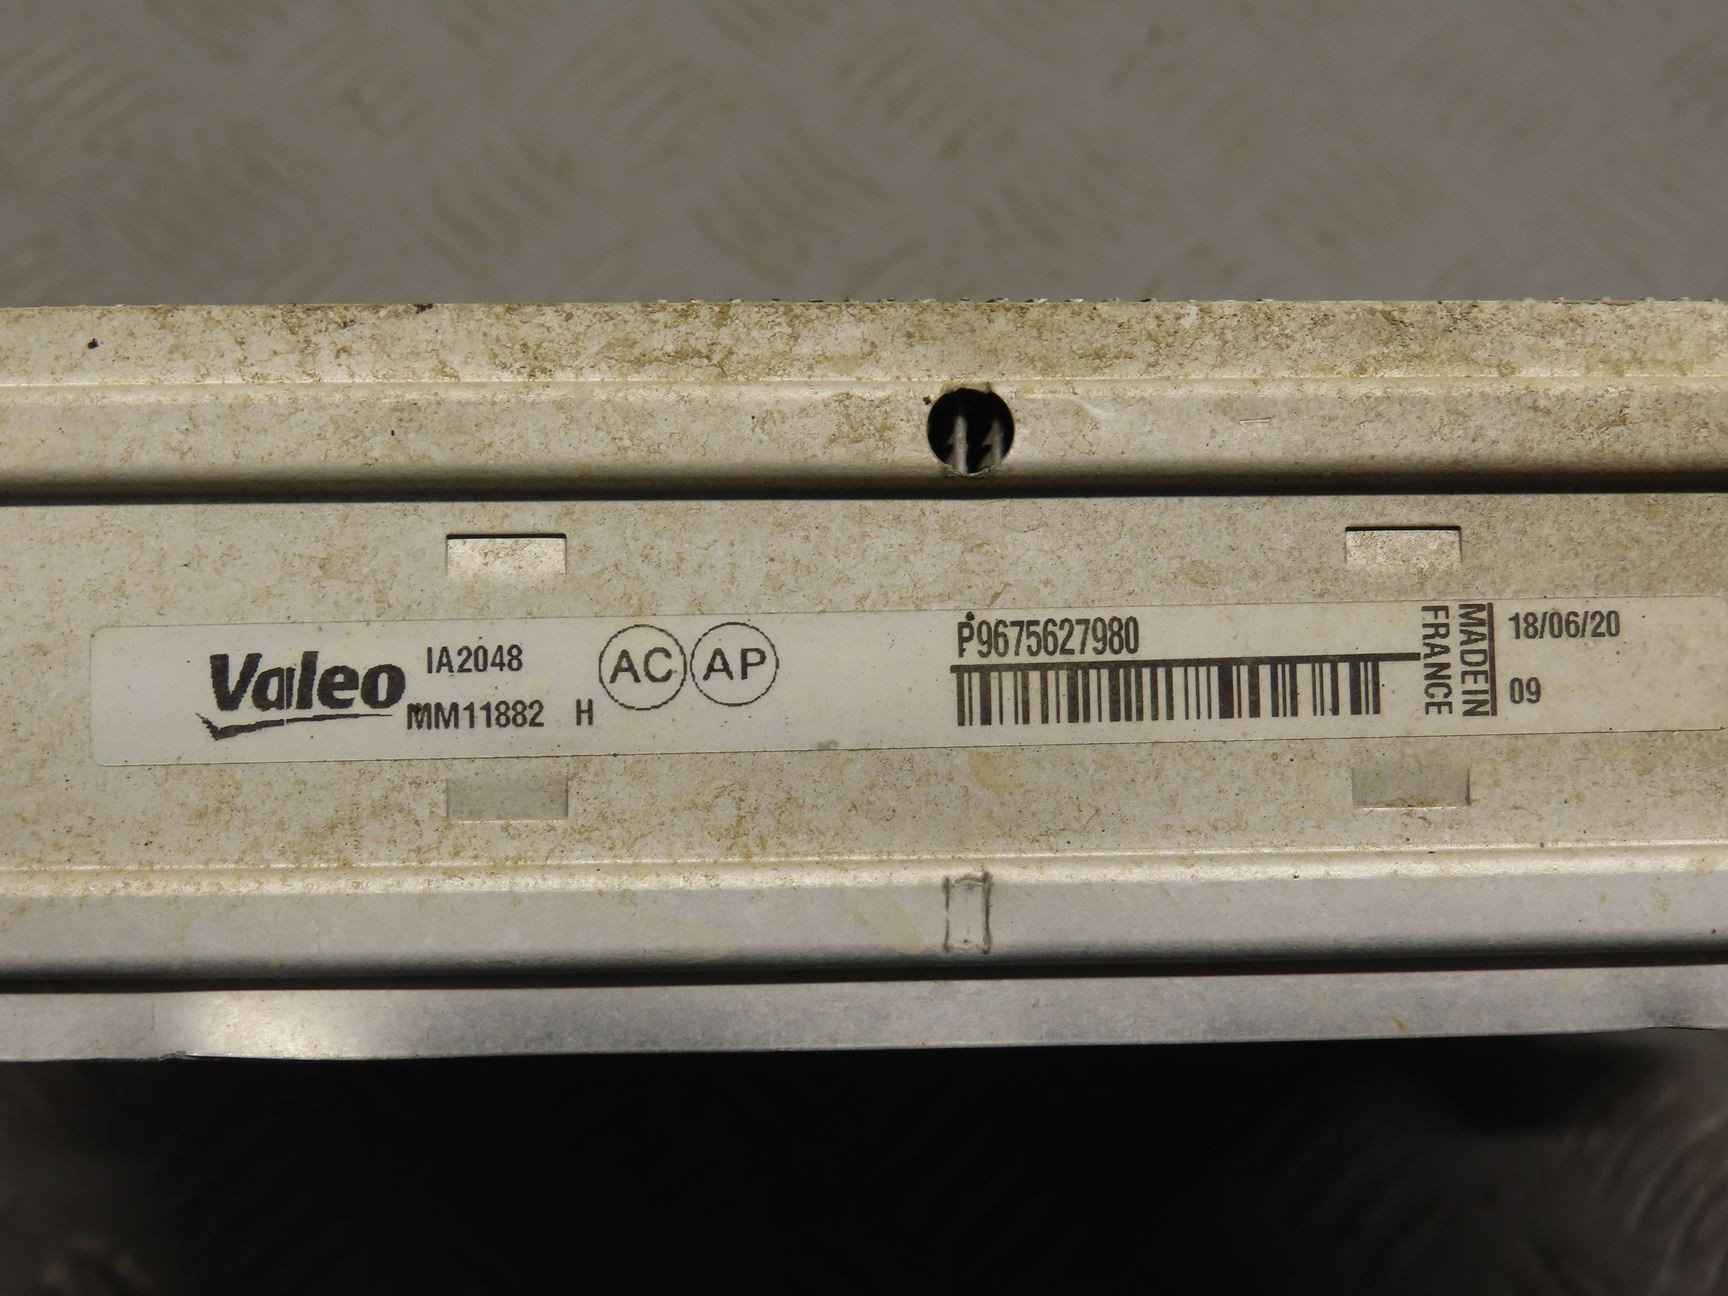 Valeo
IA2048
MM11882 H
AC AP
P9675627980
MADE IN
FRANCE
18/06/20
09